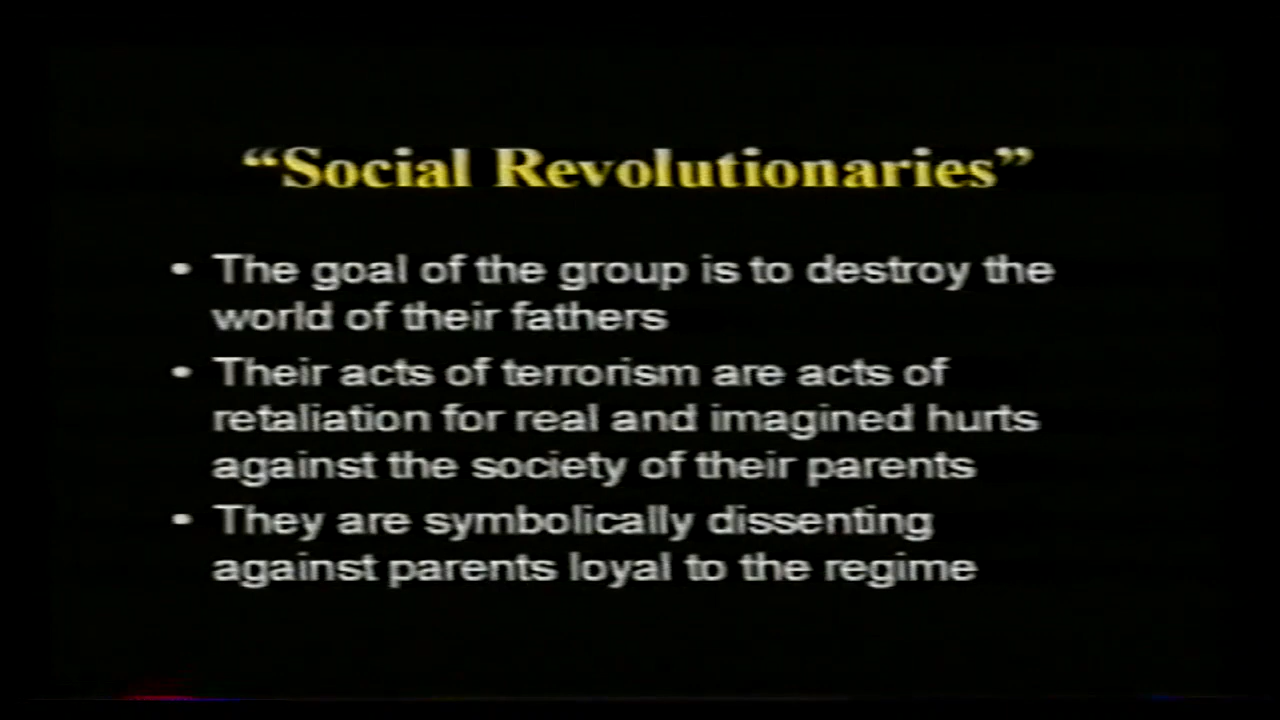 “Social Revolutionaries”
• The goal of the group is to destroy the
world of their fathers
• Their acts of terrorism are acts of
retaliation for real and imagined hurts
against the society of their parents
• They are symbolically dissenting
against parents loyal to the regime